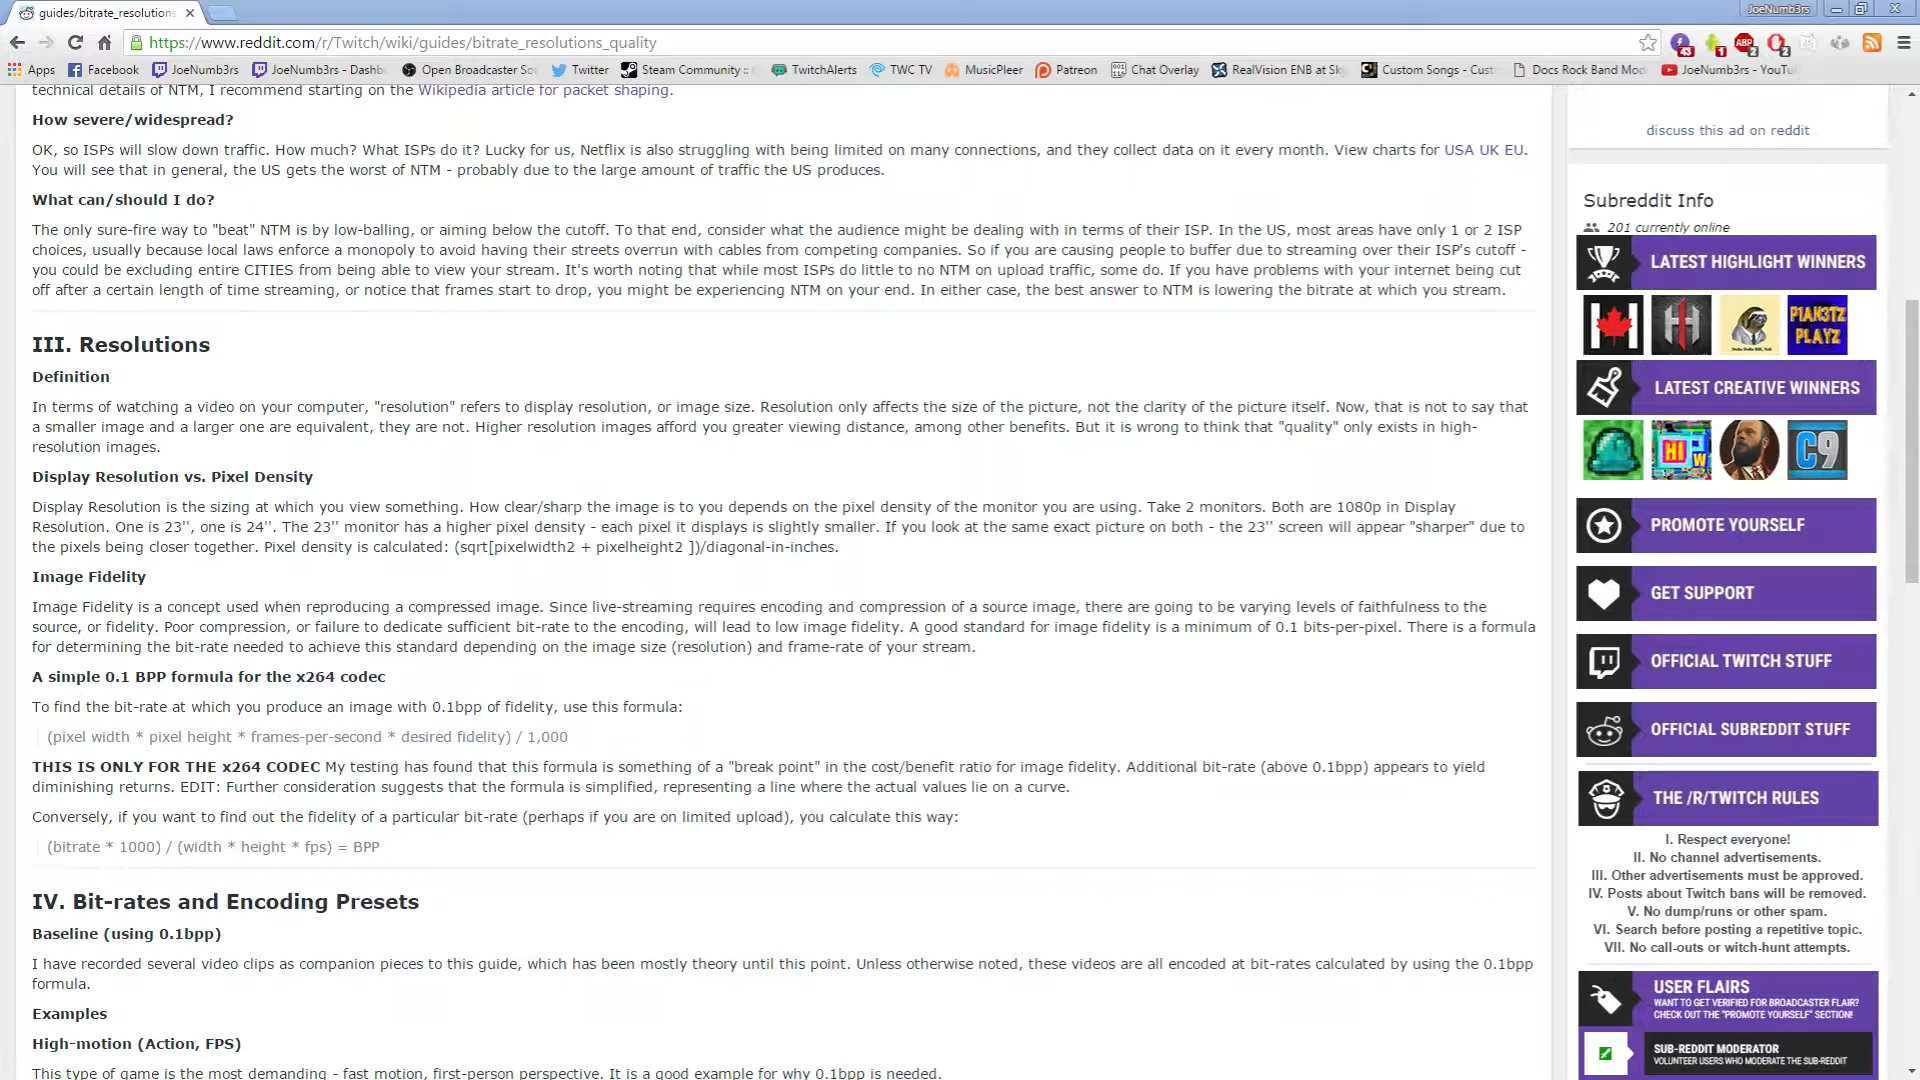 guides/bitrate_resolutions
JoeNumb3rs
https://www.reddit.com/r/Twitch/wiki/guides/bitrate_resolutions_quality
43 1 2 2
Apps Facebook JoeNumb3rs JoeNumb3rs - Dashb Open Broadcaster So Twitter Steam Community :: TwitchAlerts TWC TV MusicPleer Patreon Chat Overlay RealVision ENB at Sky Custom Songs - Cust Docs Rock Band Mod JoeNumb3rs - YouTu
technical details of NTM, I recommend starting on the Wikipedia article for packet shaping.
How severe/widespread?
OK, so ISPs will slow down traffic. How much? What ISPs do it? Lucky for us, Netflix is also struggling with being limited on many connections, and they collect data on it every month. View charts for USA UK EU.
You will see that in general, the US gets the worst of NTM - probably due to the large amount of traffic the US produces.
What can/should I do?
The only sure-fire way to "beat" NTM is by low-balling, or aiming below the cutoff. To that end, consider what the audience might be dealing with in terms of their ISP. In the US, most areas have only 1 or 2 ISP
choices, usually because local laws enforce a monopoly to avoid having their streets overrun with cables from competing companies. So if you are causing people to buffer due to streaming over their ISP's cutoff -
you could be excluding entire CITIES from being able to view your stream. It's worth noting that while most ISPs do little to no NTM on upload traffic, some do. If you have problems with your internet being cut
off after a certain length of time streaming, or notice that frames start to drop, you might be experiencing NTM on your end. In either case, the best answer to NTM is lowering the bitrate at which you stream.
III. Resolutions
Definition
In terms of watching a video on your computer, "resolution" refers to display resolution, or image size. Resolution only affects the size of the picture, not the clarity of the picture itself. Now, that is not to say that
a smaller image and a larger one are equivalent, they are not. Higher resolution images afford you greater viewing distance, among other benefits. But it is wrong to think that "quality" only exists in high-
resolution images.
Display Resolution vs. Pixel Density
Display Resolution is the sizing at which you view something. How clear/sharp the image is to you depends on the pixel density of the monitor you are using. Take 2 monitors. Both are 1080p in Display
Resolution. One is 23'', one is 24''. The 23'' monitor has a higher pixel density - each pixel it displays is slightly smaller. If you look at the same exact picture on both - the 23'' screen will appear "sharper" due to
the pixels being closer together. Pixel density is calculated: (sqrt[pixelwidth2 + pixelheight2 ])/diagonal-in-inches.
Image Fidelity
Image Fidelity is a concept used when reproducing a compressed image. Since live-streaming requires encoding and compression of a source image, there are going to be varying levels of faithfulness to the
source, or fidelity. Poor compression, or failure to dedicate sufficient bit-rate to the encoding, will lead to low image fidelity. A good standard for image fidelity is a minimum of 0.1 bits-per-pixel. There is a formula
for determining the bit-rate needed to achieve this standard depending on the image size (resolution) and frame-rate of your stream.
A simple 0.1 BPP formula for the x264 codec
To find the bit-rate at which you produce an image with 0.1bpp of fidelity, use this formula:
(pixel width * pixel height * frames-per-second * desired fidelity) / 1,000
THIS IS ONLY FOR THE x264 CODEC My testing has found that this formula is something of a "break point" in the cost/benefit ratio for image fidelity. Additional bit-rate (above 0.1bpp) appears to yield
diminishing returns. EDIT: Further consideration suggests that the formula is simplified, representing a line where the actual values lie on a curve.
Conversely, if you want to find out the fidelity of a particular bit-rate (perhaps if you are on limited upload), you calculate this way:
(bitrate * 1000) / (width * height * fps) = BPP
IV. Bit-rates and Encoding Presets
Baseline (using 0.1bpp)
I have recorded several video clips as companion pieces to this guide, which has been mostly theory until this point. Unless otherwise noted, these videos are all encoded at bit-rates calculated by using the 0.1bpp
formula.
Examples
High-motion (Action, FPS)
This type of game is the most demanding - fast motion, first-person perspective. It is a good example for why 0.1bpp is needed.
discuss this ad on reddit
Subreddit Info
201 currently online
LATEST HIGHLIGHT WINNERS
P1AN3TZ
PLAYZ
LATEST CREATIVE WINNERS
HI
W
C9
PROMOTE YOURSELF
GET SUPPORT
OFFICIAL TWITCH STUFF
OFFICIAL SUBREDDIT STUFF
THE /R/TWITCH RULES
I. Respect everyone!
II. No channel advertisements.
III. Other advertisements must be approved.
IV. Posts about Twitch bans will be removed.
V. No dump/runs or other spam.
VI. Search before posting a repetitive topic.
VII. No call-outs or witch-hunt attempts.
USER FLAIRS
WANT TO GET VERIFIED FOR BROADCASTER FLAIR?
CHECK OUT THE "PROMOTE YOURSELF" SECTION!
SUB-REDDIT MODERATOR
VOLUNTEER USERS WHO MODERATE THE SUB-REDDIT